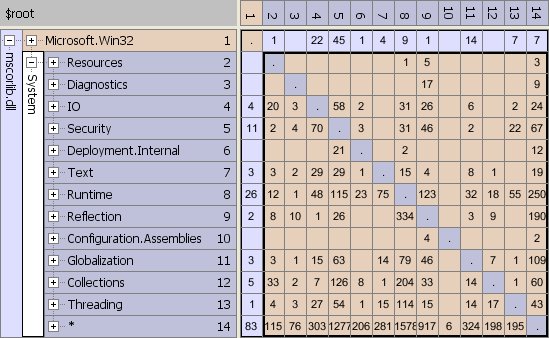 $root 1 2 3 4 5 6 7 8 9 10 11 12 13 14
mscorlib.dll
System
Microsoft.Win32 1 . 1 22 45 1 4 9 1 14 7 7
Resources 2 . 1 5 3
Diagnostics 3 . 17 9
IO 4 4 20 3 . 58 2 31 26 6 2 24
Security 5 11 2 4 70 . 3 31 46 2 22 67
Deployment.Internal 6 21 . 2 12
Text 7 3 3 2 29 29 1 . 15 4 8 1 19
Runtime 8 26 12 1 48 115 23 75 . 123 32 18 55 250
Reflection 9 2 8 10 1 26 334 . 3 9 190
Configuration.Assemblies 10 4 . 2
Globalization 11 3 3 1 15 63 14 79 46 . 7 1 109
Collections 12 5 33 2 7 126 8 1 204 33 14 . 1 60
Threading 13 1 4 3 27 54 1 15 114 15 14 17 . 43
* 14 83 115 76 303 1277 206 281 1578 917 6 324 198 195 .